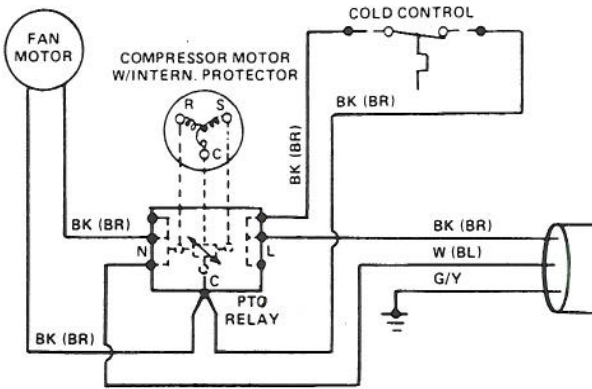 FAN
MOTOR
COLD CONTROL
COMPRESSOR MOTOR
W/INTERN. PROTECTOR
R S
C
BK (BR)
BK (BR)
BK (BR)
BK (BR)
N
L
W (BL)
C
G/Y
PTO
RELAY
BK (BR)